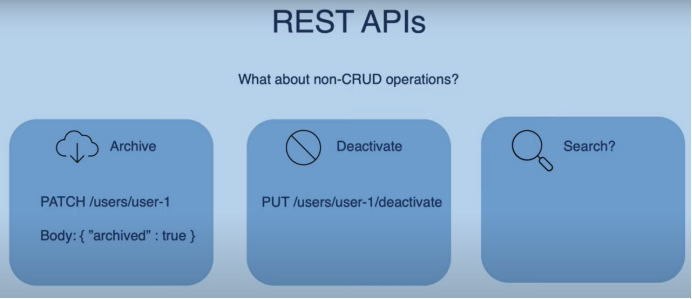 REST APIs
What about non-CRUD operations?
Archive
PATCH /users/user-1
Body: { "archived" : true }
Deactivate
PUT /users/user-1/deactivate
Search?